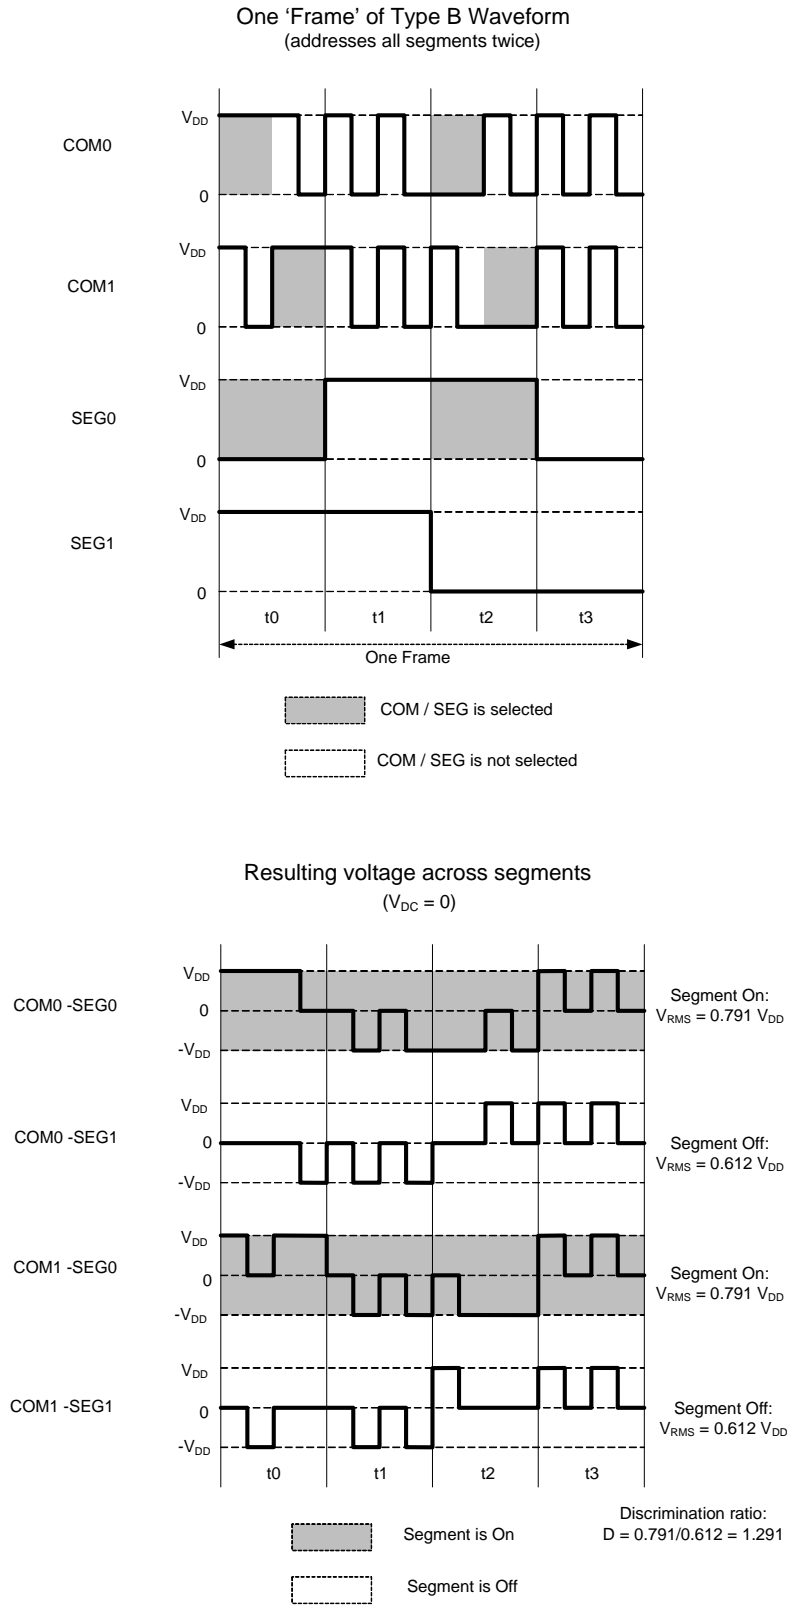 One ‘Frame’ of Type B Waveform
(addresses all segments twice)
VDD
COM0
0
VDD
COM1
0
VDD
SEG0
0
VDD
SEG1
0
t0 t1 t2 t3
One Frame
COM / SEG is selected
COM / SEG is not selected
Resulting voltage across segments
(VDC = 0)
VDD
COM0 -SEG0
0
-VDD
Segment On:
VRMS = 0.791 VDD
VDD
COM0 -SEG1
0
-VDD
Segment Off:
VRMS = 0.612 VDD
VDD
COM1 -SEG0
0
-VDD
Segment On:
VRMS = 0.791 VDD
VDD
COM1 -SEG1
0
-VDD
Segment Off:
VRMS = 0.612 VDD
t0 t1 t2 t3
Discrimination ratio:
D = 0.791/0.612 = 1.291
Segment is On
Segment is Off